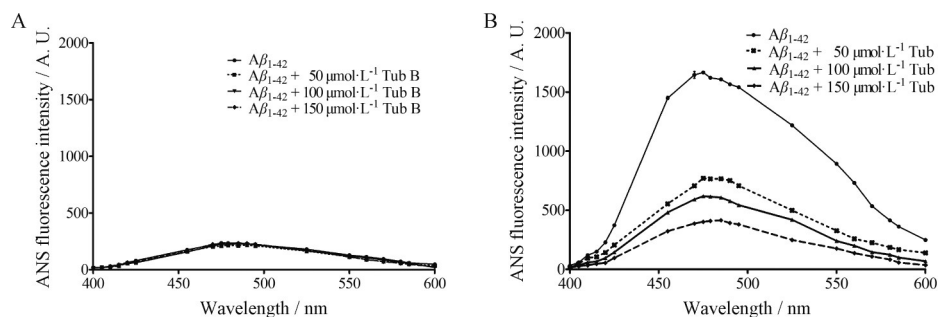 A
ANS fluorescence intensity / A. U.
2000
1500
1000
500
0
400
450
500
550
600
Wavelength / nm
Aβ1-42
Aβ1-42 + 50 μmol·L-1 Tub B
Aβ1-42 + 100 μmol·L-1 Tub B
Aβ1-42 + 150 μmol·L-1 Tub B
B
ANS fluorescence intensity / A. U.
2000
1500
1000
500
0
400
450
500
550
600
Wavelength / nm
Aβ1-42
Aβ1-42 + 50 μmol·L-1 Tub
Aβ1-42 + 100 μmol·L-1 Tub
Aβ1-42 + 150 μmol·L-1 Tub